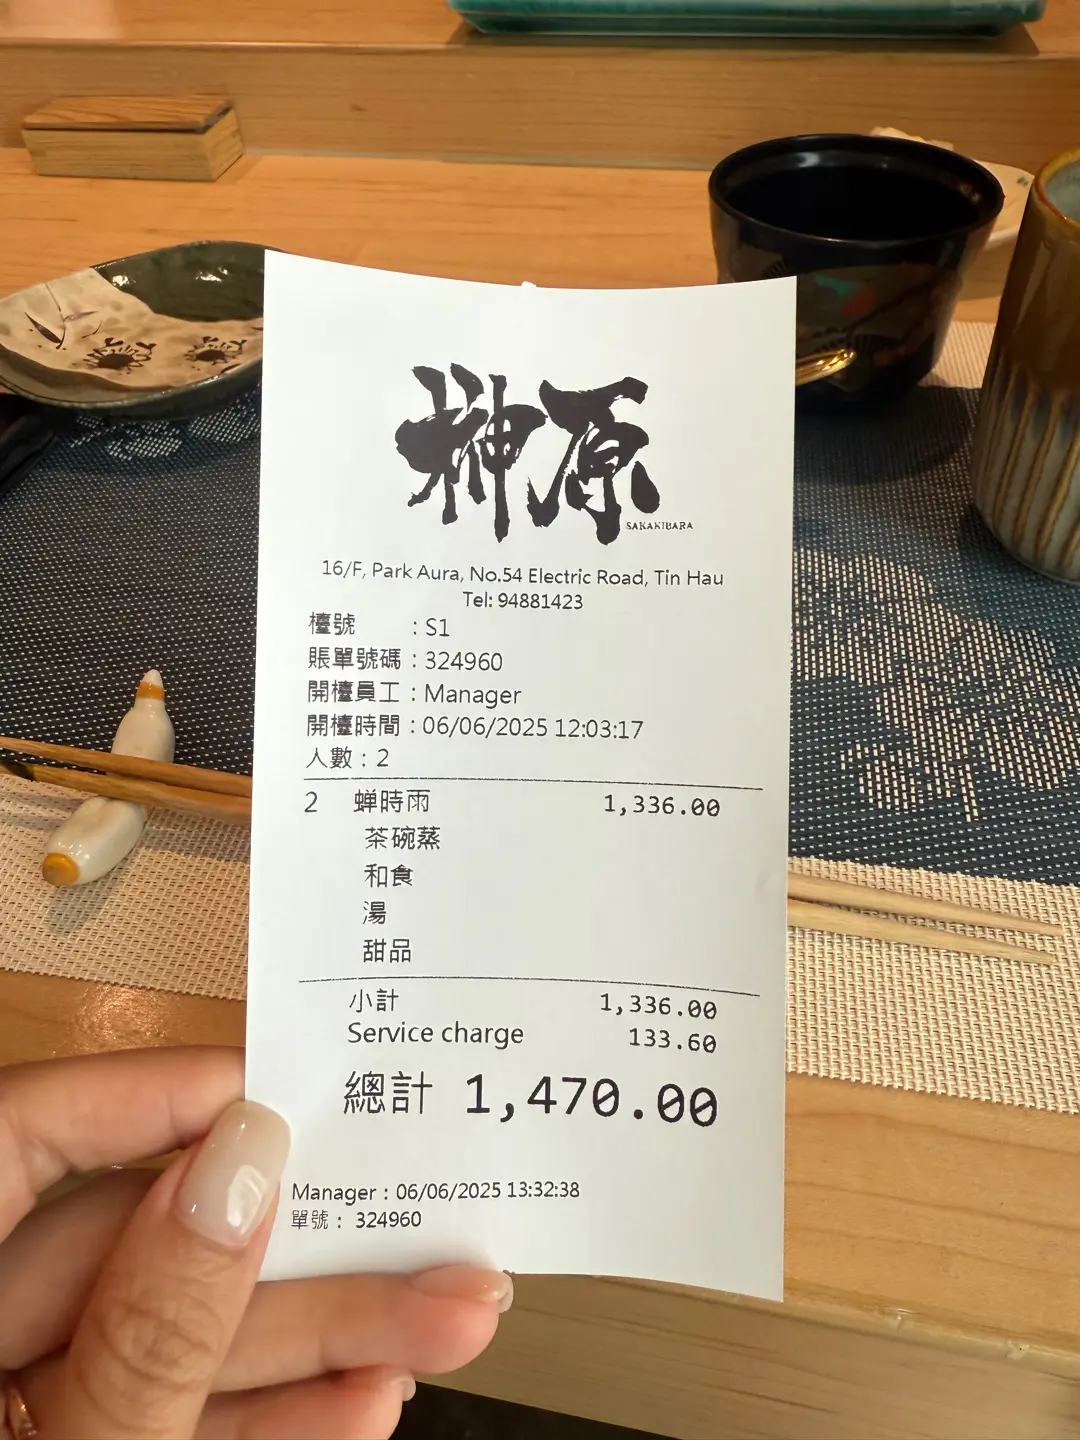 榊原
SAKAKIBARA
16/F, Park Aura, No.54 Electric Road, Tin Hau
Tel: 94881423
檯號 : S1
賬單號碼 : 324960
開檯員工 : Manager
開檯時間 : 06/06/2025 12:03:17
人數 : 2
2 蝉時雨 1,336.00
茶碗蒸
和食
湯
甜品
小計 1,336.00
Service charge 133.60
總計 1,470.00
Manager : 06/06/2025 13:32:38
單號 : 324960